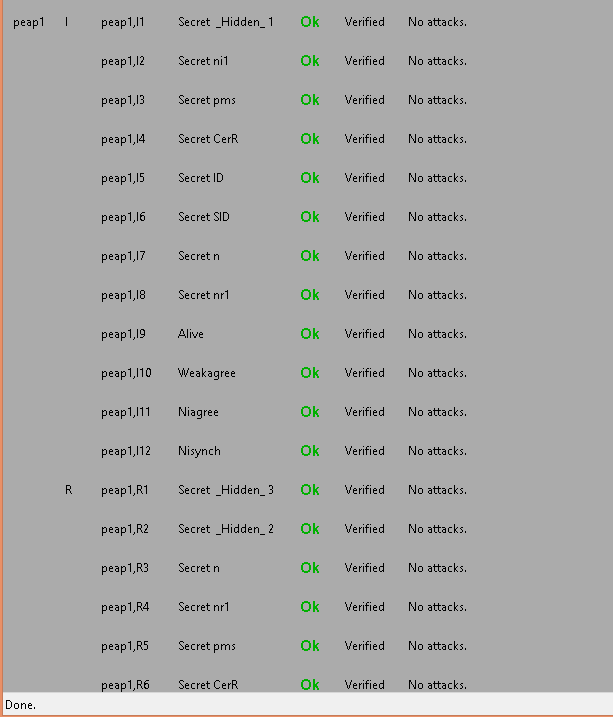 peap1 I peap1,I1 Secret _Hidden_ 1 Ok Verified No attacks.
peap1,I2 Secret ni1 Ok Verified No attacks.
peap1,I3 Secret pms Ok Verified No attacks.
peap1,I4 Secret CerR Ok Verified No attacks.
peap1,I5 Secret ID Ok Verified No attacks.
peap1,I6 Secret SID Ok Verified No attacks.
peap1,I7 Secret n Ok Verified No attacks.
peap1,I8 Secret nr1 Ok Verified No attacks.
peap1,I9 Alive Ok Verified No attacks.
peap1,I10 Weakagree Ok Verified No attacks.
peap1,I11 Niagree Ok Verified No attacks.
peap1,I12 Nisynch Ok Verified No attacks.
R peap1,R1 Secret _Hidden_ 3 Ok Verified No attacks.
peap1,R2 Secret _Hidden_ 2 Ok Verified No attacks.
peap1,R3 Secret n Ok Verified No attacks.
peap1,R4 Secret nr1 Ok Verified No attacks.
peap1,R5 Secret pms Ok Verified No attacks.
peap1,R6 Secret CerR Ok Verified No attacks.
Done.